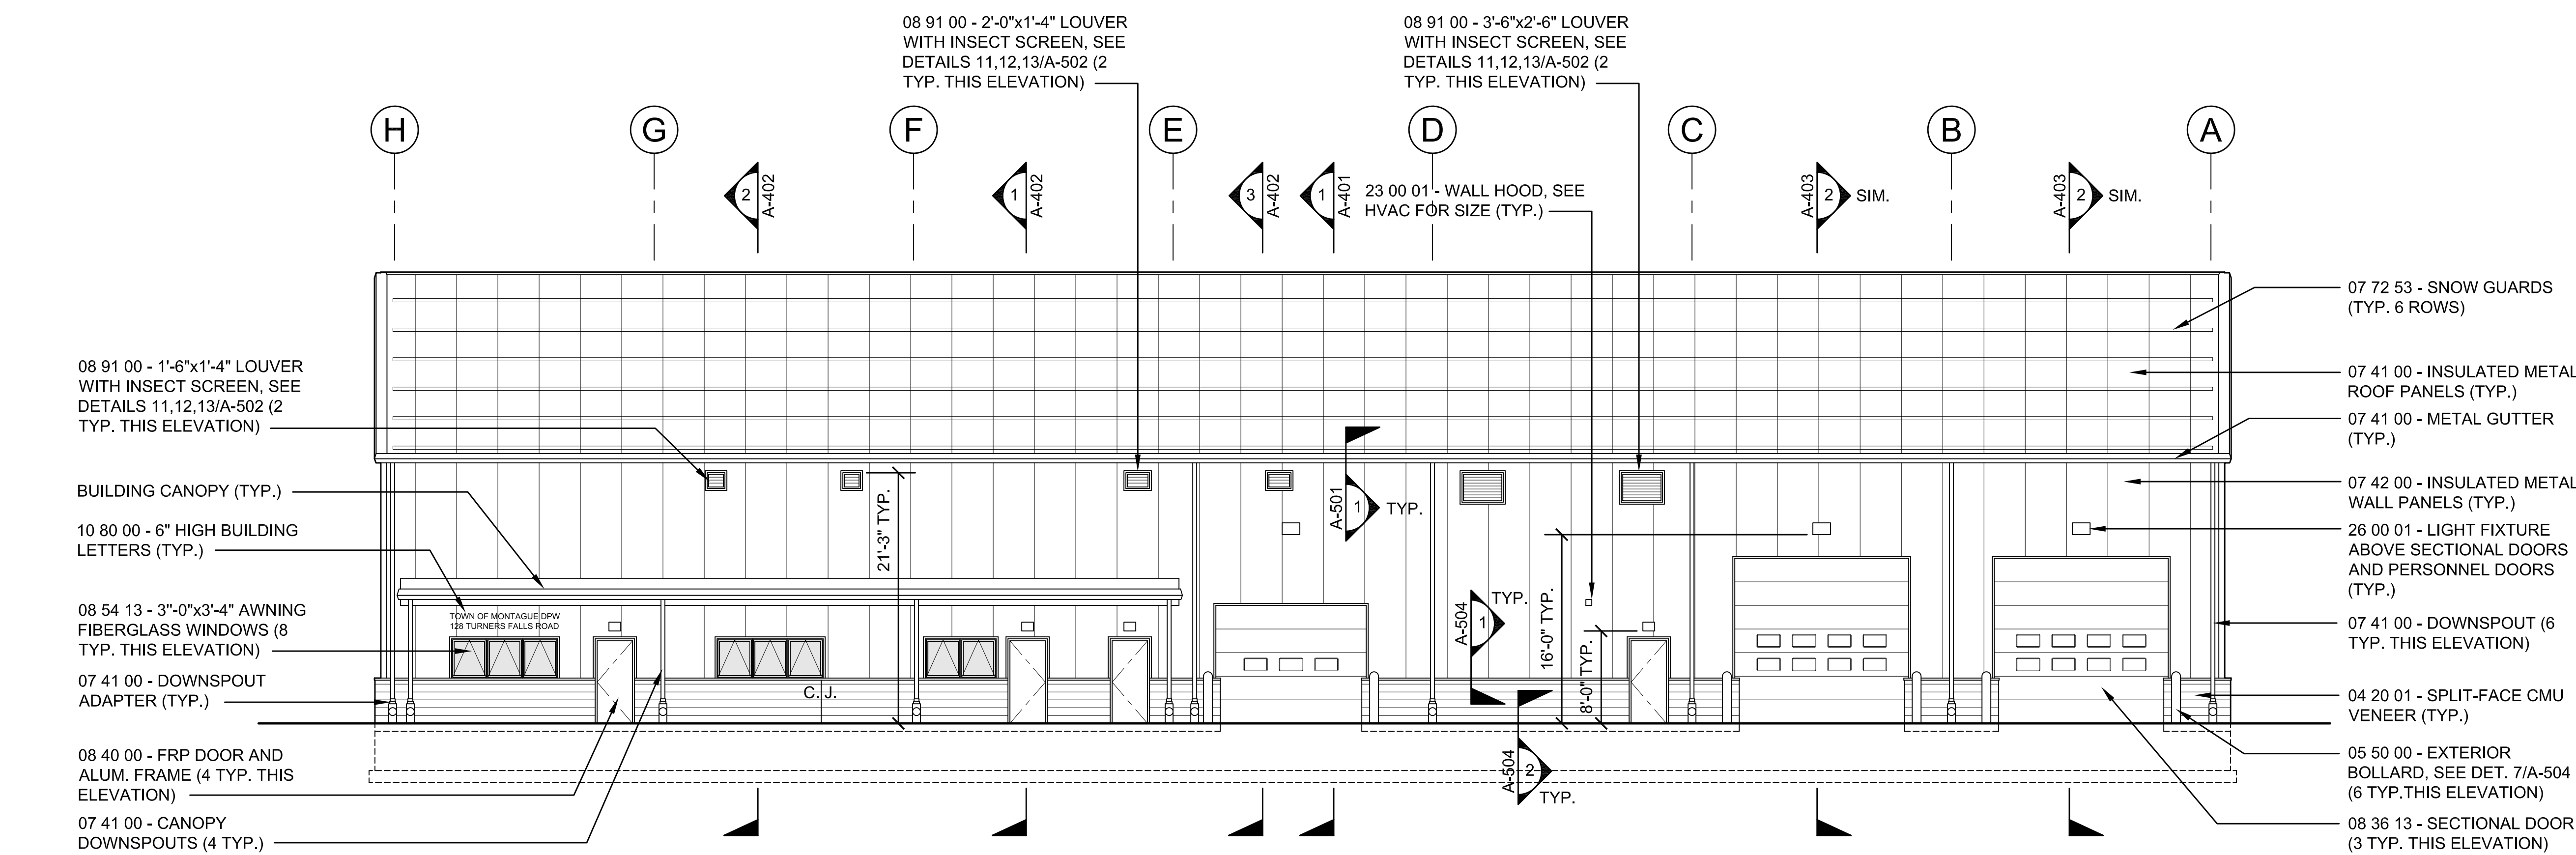 08 91 00 - 2'-0"x1'-4" LOUVER
WITH INSECT SCREEN, SEE
DETAILS 11,12,13/A-502 (2
TYP. THIS ELEVATION)
08 91 00 - 3'-6"x2'-6" LOUVER
WITH INSECT SCREEN, SEE
DETAILS 11,12,13/A-502 (2
TYP. THIS ELEVATION)
H
G
F
E
D
C
B
A
2
A-402
1
A-402
3
A-402
1
A-401
23 00 01 - WALL HOOD, SEE
HVAC FOR SIZE (TYP.)
A-403
2
SIM.
A-403
2
SIM.
08 91 00 - 1'-6"x1'-4" LOUVER
WITH INSECT SCREEN, SEE
DETAILS 11,12,13/A-502 (2
TYP. THIS ELEVATION)
BUILDING CANOPY (TYP.)
10 80 00 - 6" HIGH BUILDING
LETTERS (TYP.)
08 54 13 - 3"-0"x3'-4" AWNING
FIBERGLASS WINDOWS (8
TYP. THIS ELEVATION)
07 41 00 - DOWNSPOUT
ADAPTER (TYP.)
08 40 00 - FRP DOOR AND
ALUM. FRAME (4 TYP. THIS
ELEVATION)
07 41 00 - CANOPY
DOWNSPOUTS (4 TYP.)
TOWN OF MONTAGUE DPW
128 TURNERS FALLS ROAD
C. J.
21'-3" TYP.
A-501
1
TYP.
A-504
1
TYP.
16'-0" TYP.
8'-0" TYP.
A-504
2
TYP.
07 72 53 - SNOW GUARDS
(TYP. 6 ROWS)
07 41 00 - INSULATED METAL
ROOF PANELS (TYP.)
07 41 00 - METAL GUTTER
(TYP.)
07 42 00 - INSULATED METAL
WALL PANELS (TYP.)
26 00 01 - LIGHT FIXTURE
ABOVE SECTIONAL DOORS
AND PERSONNEL DOORS
(TYP.)
07 41 00 - DOWNSPOUT (6
TYP. THIS ELEVATION)
04 20 01 - SPLIT-FACE CMU
VENEER (TYP.)
05 50 00 - EXTERIOR
BOLLARD, SEE DET. 7/A-504
(6 TYP.THIS ELEVATION)
08 36 13 - SECTIONAL DOOR
(3 TYP. THIS ELEVATION)